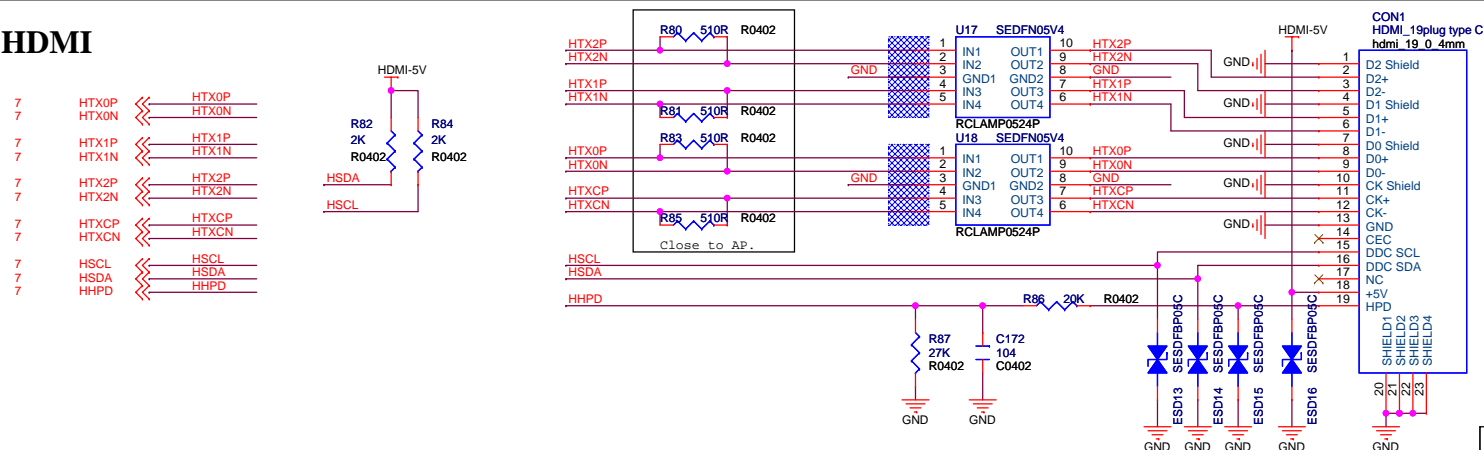 HDMI
7 HTX0P HTX0P
7 HTX0N HTX0N
7 HTX1P HTX1P
7 HTX1N HTX1N
7 HTX2P HTX2P
7 HTX2N HTX2N
7 HTXCP HTXCP
7 HTXCN HTXCN
7 HSCL HSCL
7 HSDA HSDA
7 HHPD HHPD
HDMI-5V
R82 2K R0402
R84 2K R0402
HSDA
HSCL
R80 510R R0402
R81 510R R0402
R83 510R R0402
R85 510R R0402
Close to AP.
HTX2P
HTX2N
GND
HTX1P
HTX1N
U17 SEDFN05V4
1 IN1 OUT1 10 HTX2P
2 IN2 OUT2 9 HTX2N
3 GND1 GND2 8 GND
4 IN3 OUT3 7 HTX1P
5 IN4 OUT4 6 HTX1N
RCLAMP0524P
HTX0P
HTX0N
GND
HTXCP
HTXCN
U18 SEDFN05V4
1 IN1 OUT1 10 HTX0P
2 IN2 OUT2 9 HTX0N
3 GND1 GND2 8 GND
4 IN3 OUT3 7 HTXCP
5 IN4 OUT4 6 HTXCN
RCLAMP0524P
HSCL
HSDA
HHPD
R86 20K R0402
R87
27K
R0402
GND
C172
104
C0402
GND
ESD13 SESDFBP05C
GND
ESD14 SESDFBP05C
GND
ESD15 SESDFBP05C
GND
ESD16 SESDFBP05C
GND
HDMI-5V
GND
GND
GND
GND
GND
CON1
HDMI_19plug type C
hdmi_19_0_4mm
1 D2 Shield
2 D2+
3 D2-
4 D1 Shield
5 D1+
6 D1-
7 D0 Shield
8 D0+
9 D0-
10 CK Shield
11 CK+
12 CK-
13 GND
14 CEC
15 DDC SCL
16 DDC SDA
17 NC
18 +5V
19 HPD
SHIELD1 20
SHIELD2 21
SHIELD3 22
SHIELD4 23
GND